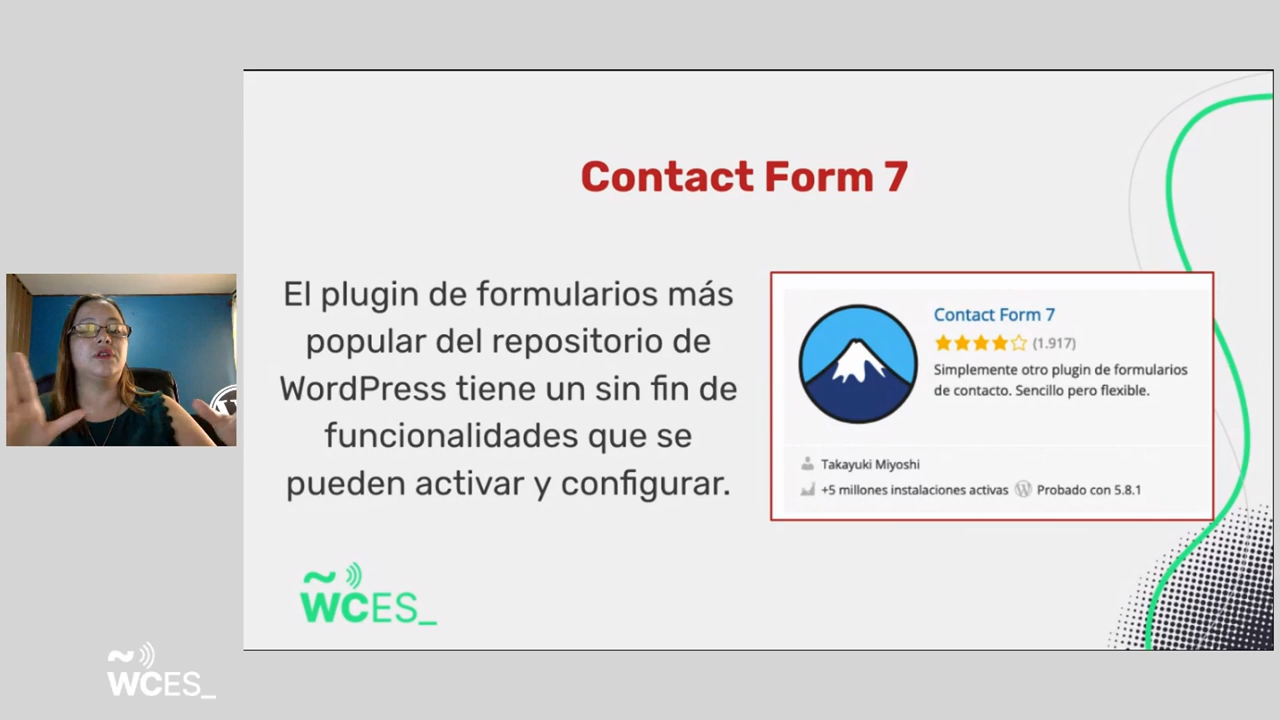 Contact Form 7
El plugin de formularios más
popular del repositorio de
WordPress tiene un sin fin de
funcionalidades que se
pueden activar y configurar.
Contact Form 7
(1.917)
Simplemente otro plugin de formularios
de contacto. Sencillo pero flexible.
Takayuki Miyoshi
+5 millones instalaciones activas Probado con 5.8.1
~ WCES_
~ WCES_